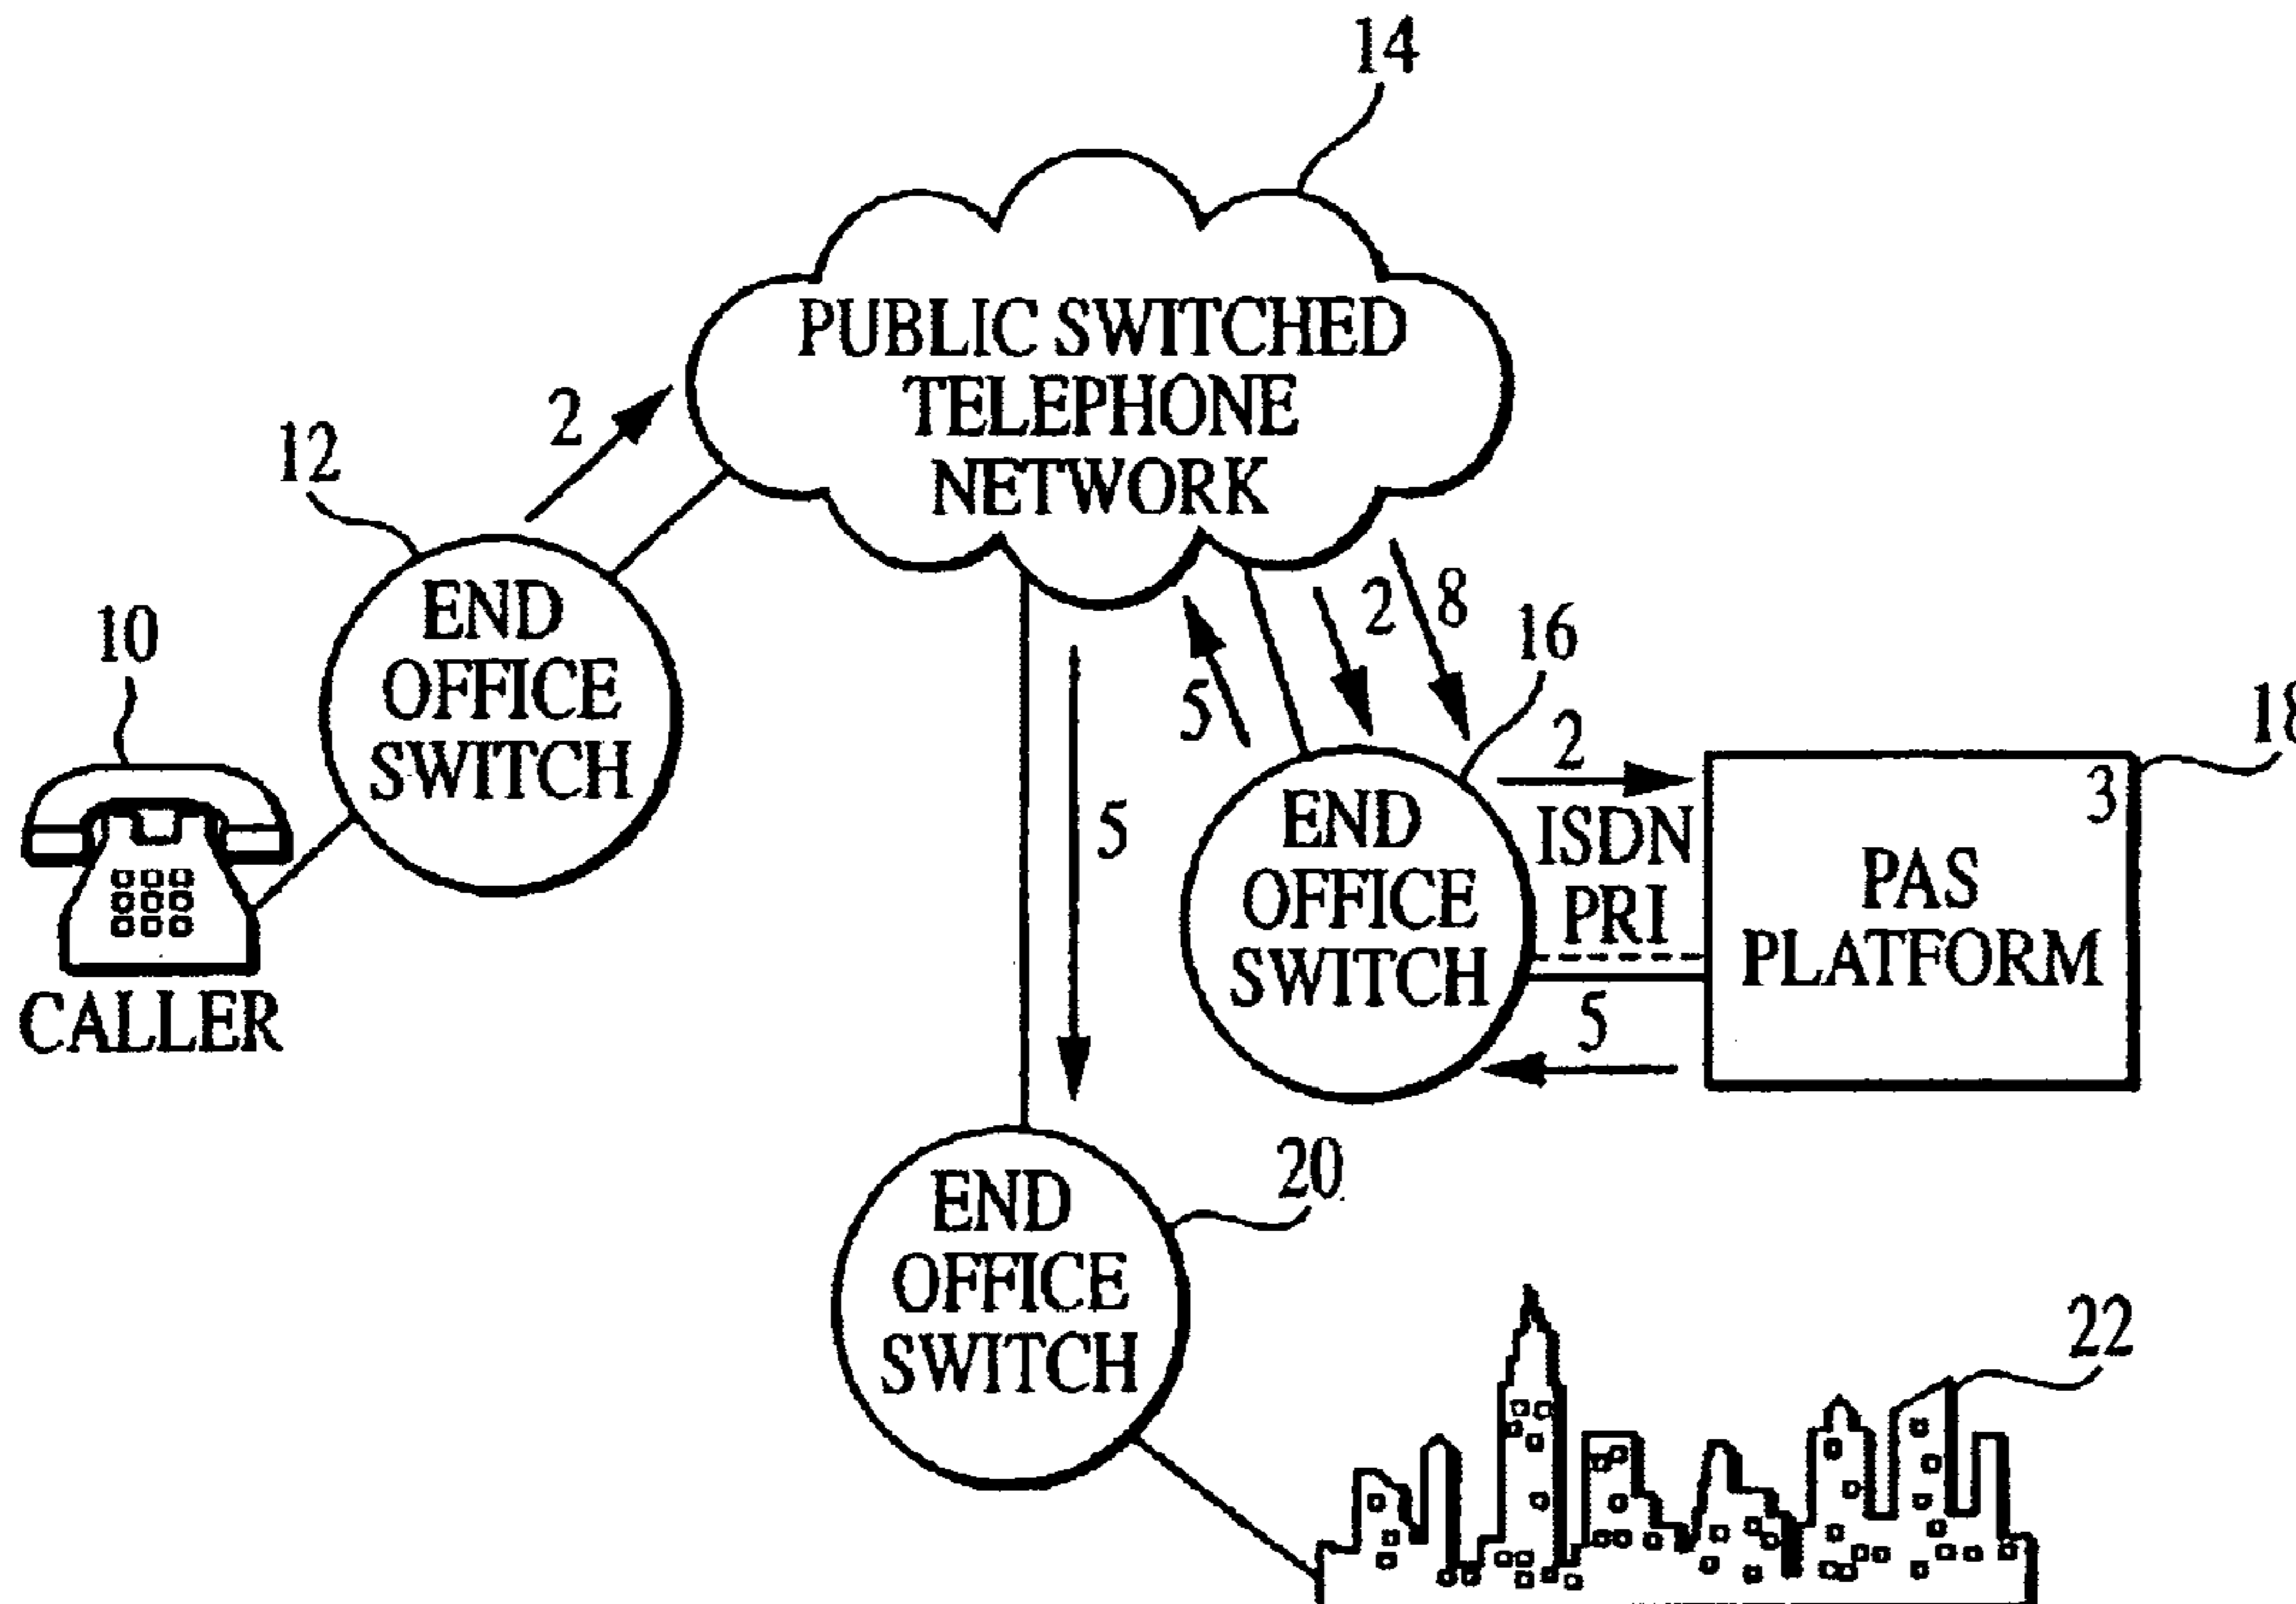 14
PUBLIC SWITCHED
TELEPHONE
NETWORK
2
12
END
OFFICE
SWITCH
10
CALLER
2
8
5
16
5
END
OFFICE
SWITCH
2
ISDN
PRI
5
18
3
PAS
PLATFORM
20
END
OFFICE
SWITCH
22